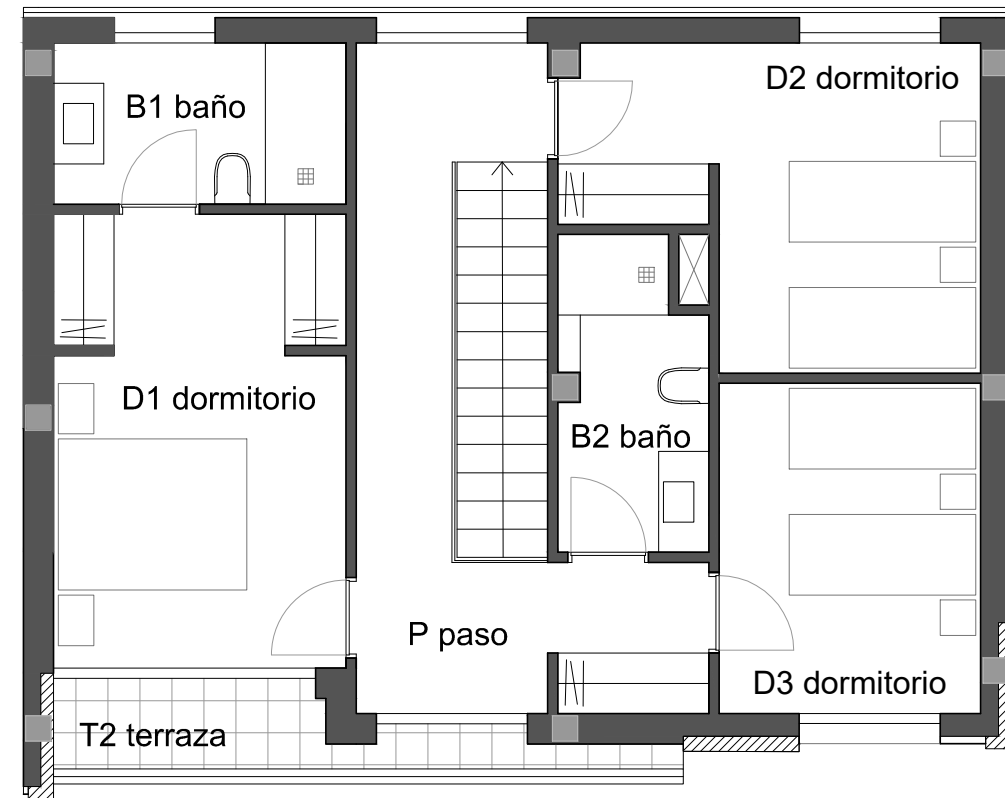 D2 dormitorio
B1 baño
D1 dormitorio
B2 baño
P paso
D3 dormitorio
T2 terraza